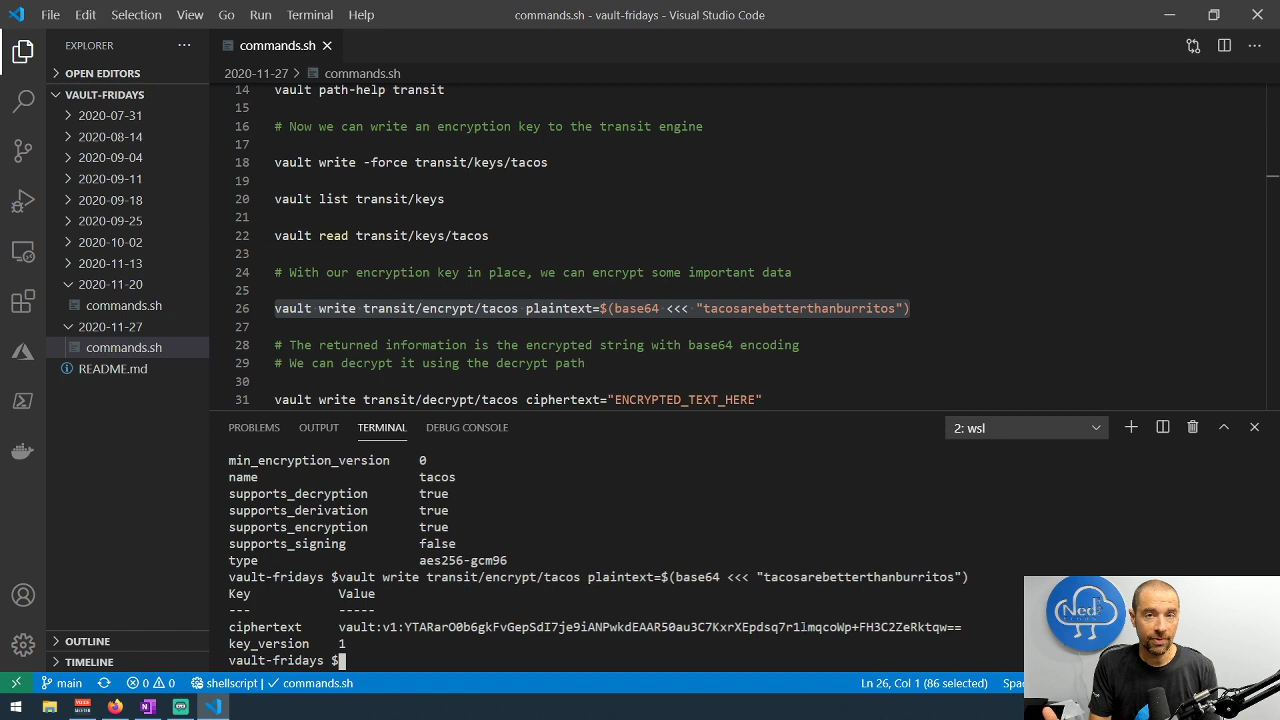 File Edit Selection View Go Run Terminal Help commands.sh - vault-fridays - Visual Studio Code
EXPLORER ···
OPEN EDITORS
VAULT-FRIDAYS
2020-07-31
2020-08-14
2020-09-04
2020-09-11
2020-09-18
2020-09-25
2020-10-02
2020-11-13
2020-11-20
commands.sh
2020-11-27
commands.sh
README.md
OUTLINE
TIMELINE
commands.sh
2020-11-27 > commands.sh
14 vault path-help transit
15
16 # Now we can write an encryption key to the transit engine
17
18 vault write -force transit/keys/tacos
19
20 vault list transit/keys
21
22 vault read transit/keys/tacos
23
24 # With our encryption key in place, we can encrypt some important data
25
26 vault write transit/encrypt/tacos plaintext=$(base64 <<< "tacosarebetterthanburritos")
27
28 # The returned information is the encrypted string with base64 encoding
29 # We can decrypt it using the decrypt path
30
31 vault write transit/decrypt/tacos ciphertext="ENCRYPTED_TEXT_HERE"
PROBLEMS OUTPUT TERMINAL DEBUG CONSOLE 2: wsl
min_encryption_version 0
name tacos
supports_decryption true
supports_derivation true
supports_encryption true
supports_signing false
type aes256-gcm96
vault-fridays $vault write transit/encrypt/tacos plaintext=$(base64 <<< "tacosarebetterthanburritos")
Key Value
--- -----
ciphertext vault:v1:YTARarO0b6gkFvGepSdI7je9iANPwkdEAAR50au3C7KxrXEpdsq7r1lmqcoWp+FH3C2ZeRktqw==
key_version 1
vault-fridays $
main 0 0 shellscript commands.sh Ln 26, Col 1 (86 selected)
Ned